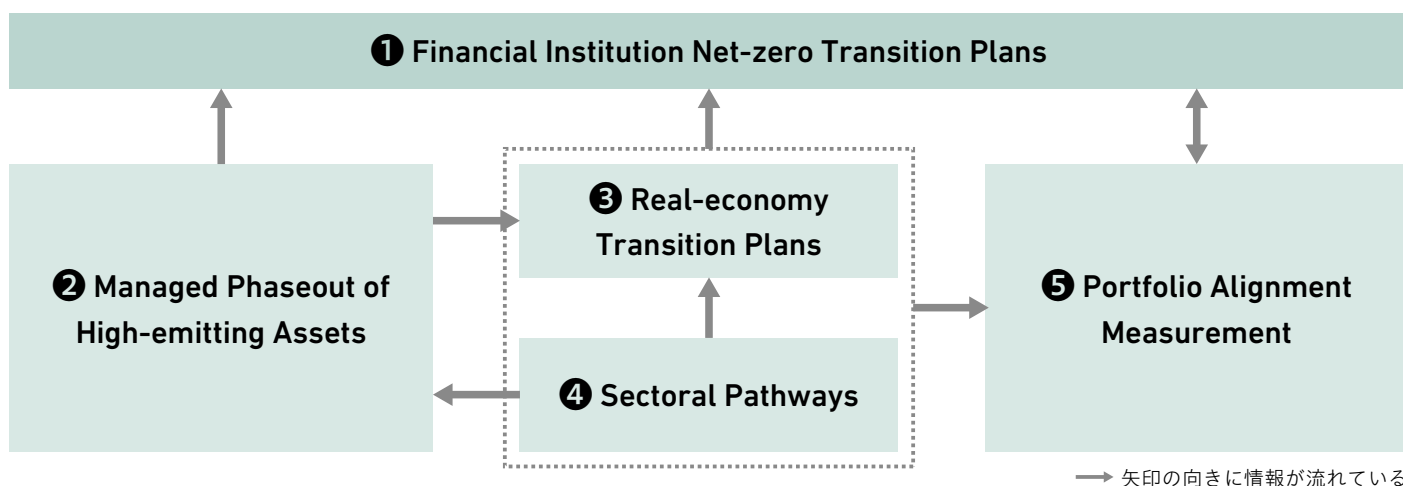 ❶ Financial Institution Net-zero Transition Plans
❷ Managed Phaseout of
High-emitting Assets
❸ Real-economy
Transition Plans
❹ Sectoral Pathways
❺ Portfolio Alignment
Measurement
矢印の向きに情報が流れている